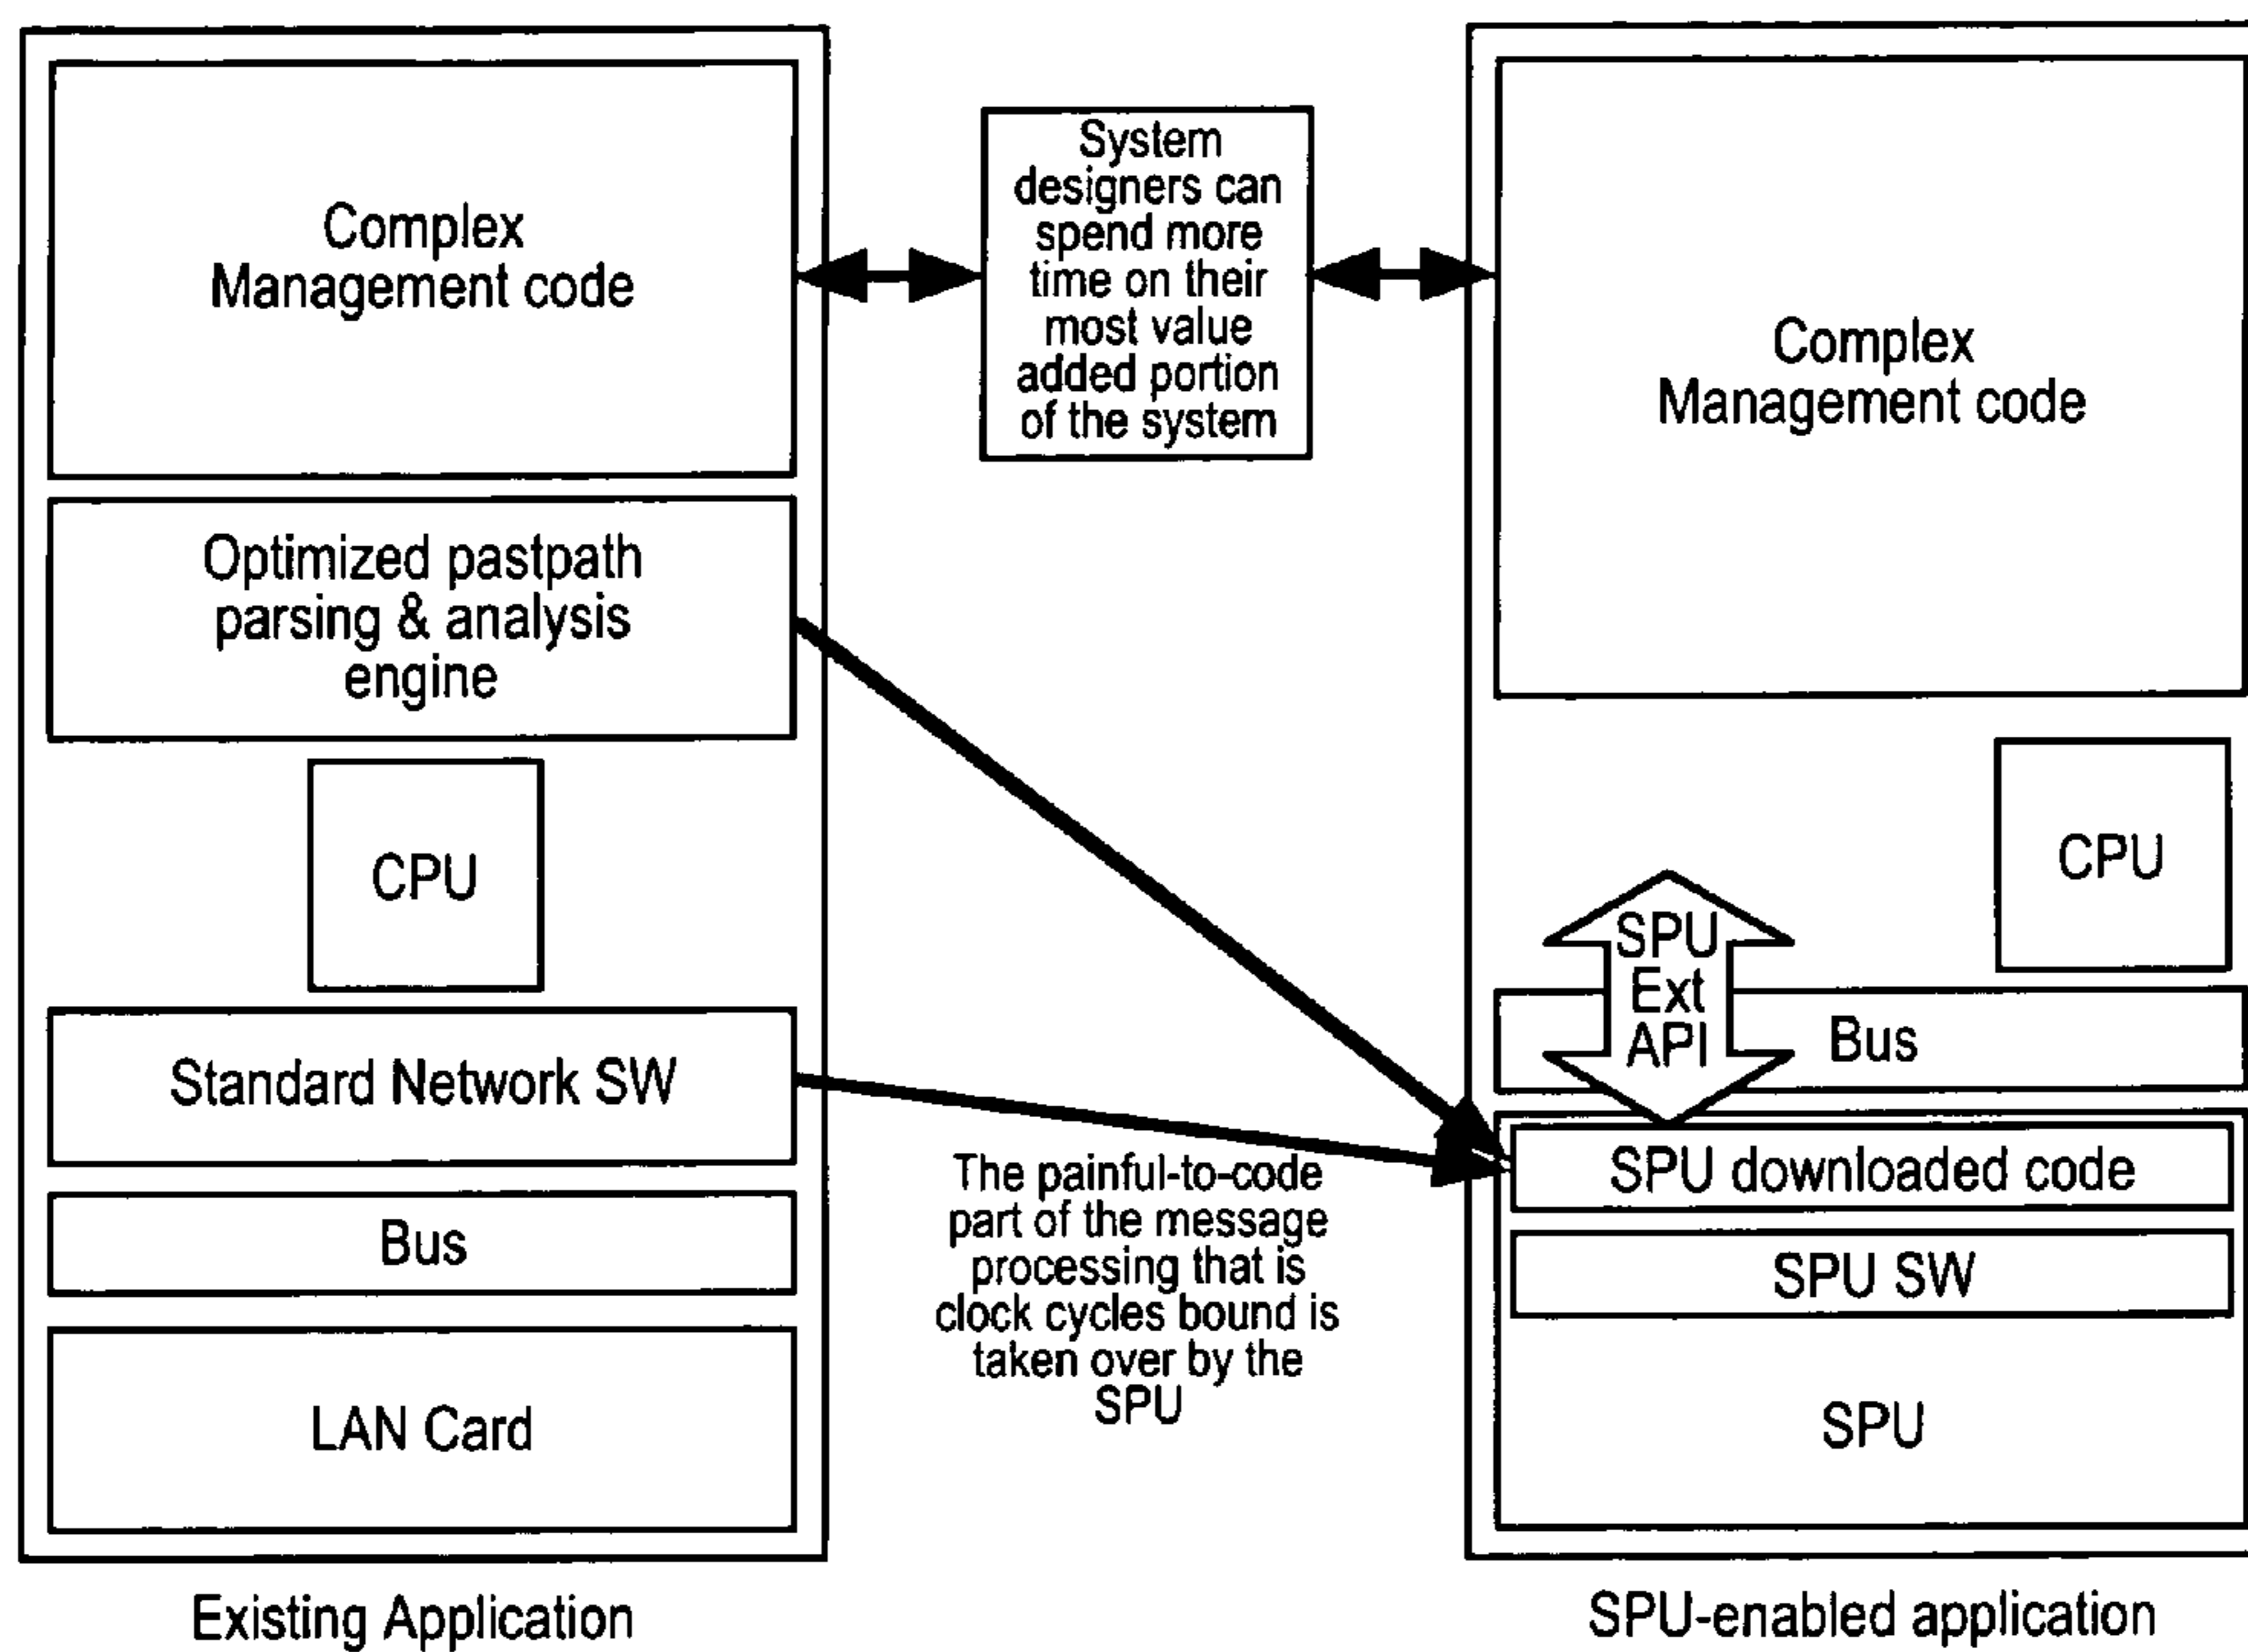 Complex
Management code
Optimized pastpath
parsing & analysis
engine
CPU
Standard Network SW
Bus
LAN Card
Existing Application
System
designers can
spend more
time on their
most value
added portion
of the system
The painful-to-code
part of the message
processing that is
clock cycles bound is
taken over by the
SPU
Complex
Management code
CPU
SPU
Ext
API
Bus
SPU downloaded code
SPU SW
SPU
SPU-enabled application